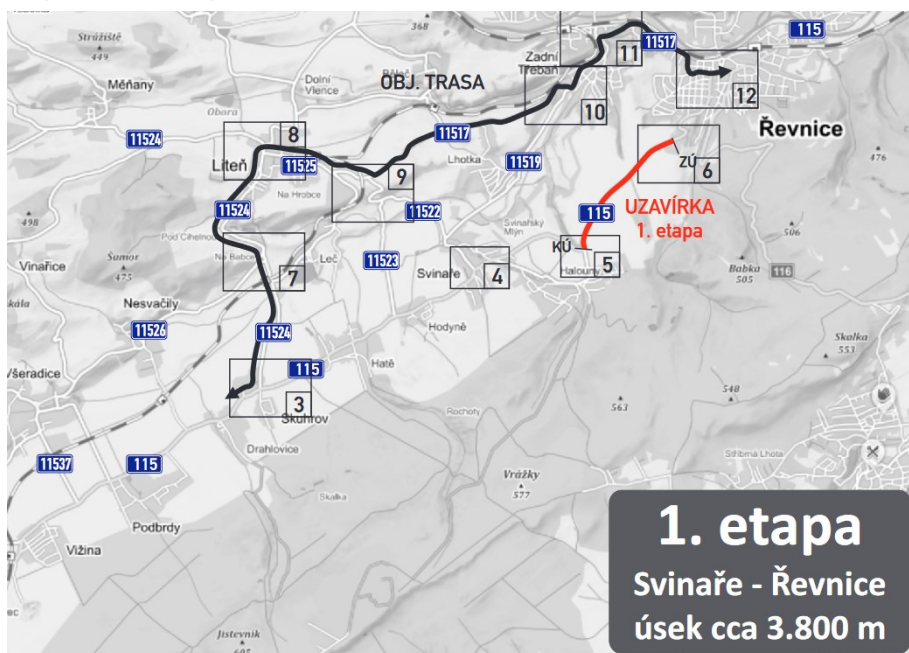 Strúžiště
449
368
115
Zadní
Třebaň
11
11517
OBJ. TRASA
12
Měňany
Dolní
Vlence
10
Obora
Řevnice
11524
8
11517
Liteň
11525
Lhotka
11519
ZÚ
6
476
9
Na Hrobce
11524
11522
115
UZAVÍRKA
1. etapa
498
Pod Cihelnou
Svinařský
Mlýn
506
KÚ
Vinařice
Šamor
475
Na Babce
Leč
11523
Svinaře
4
5
Halouny
Babka
505
116
7
Nesvačily
11526
11524
Hodyně
Skalka
553
Hatě
115
Všeradice
3
Skuhrov
548
563
Rochoty
Drahlovice
11537
115
Stříbrná Lhota
Skalka
Vrážky
577
Podbrdy
Vižina
1. etapa
Svinaře - Řevnice
úsek cca 3.800 m
Jistevník
605